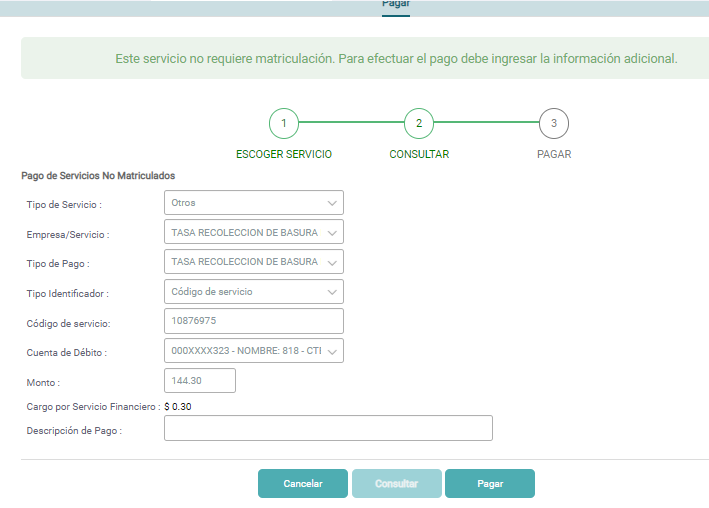 Pagar
Este servicio no requiere matriculación. Para efectuar el pago debe ingresar la información adicional.
1 2 3
ESCOGER SERVICIO CONSULTAR PAGAR
Pago de Servicios No Matriculados
Tipo de Servicio : Otros
Empresa/Servicio : TASA RECOLECCION DE BASURA
Tipo de Pago : TASA RECOLECCION DE BASURA
Tipo Identificador : Código de servicio
Código de servicio: 10876975
Cuenta de Débito : 000XXXX323 - NOMBRE: 818 - CTI
Monto : 144.30
Cargo por Servicio Financiero : $ 0.30
Descripción de Pago :
Cancelar Consultar Pagar